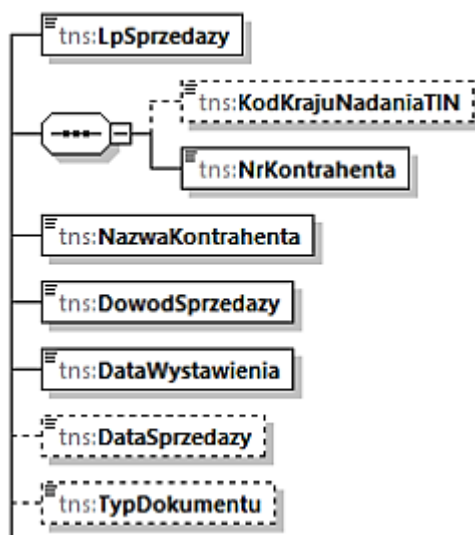 tns:LpSprzedazy
tns:KodKrajuNadaniaTIN
tns:NrKontrahenta
tns:NazwaKontrahenta
tns:DowodSprzedazy
tns:DataWystawienia
tns:DataSprzedazy
tns:TypDokumentu